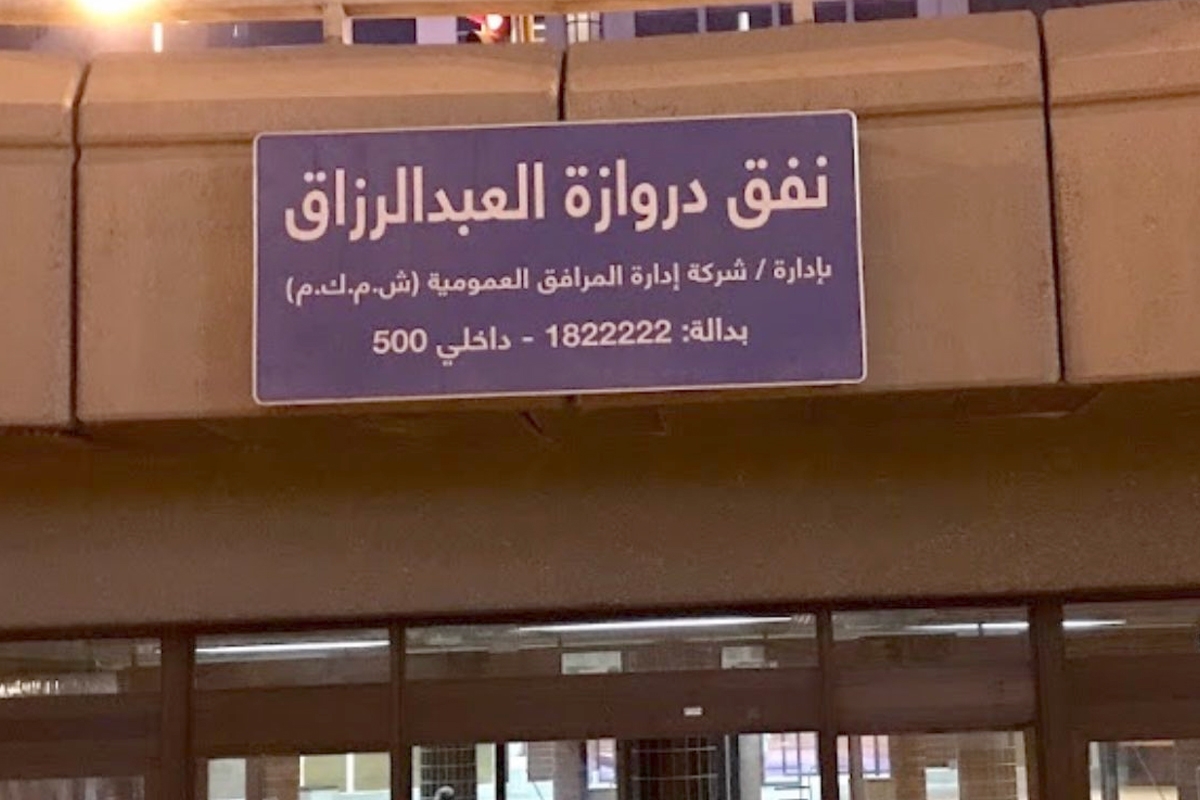 نفق دروازة العبدالرزاق
بإدارة / شركة إدارة المرافق العمومية (ش.م.ك.م)
بدالة: 1822222 - داخلي 500